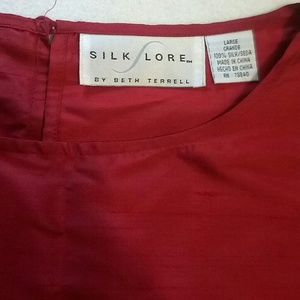 SILK LORE
BY BETH TERRELL
LARGE
GRANDE
100% SILK/SEDA
MADE IN CHINA
HECHO EN CHINA